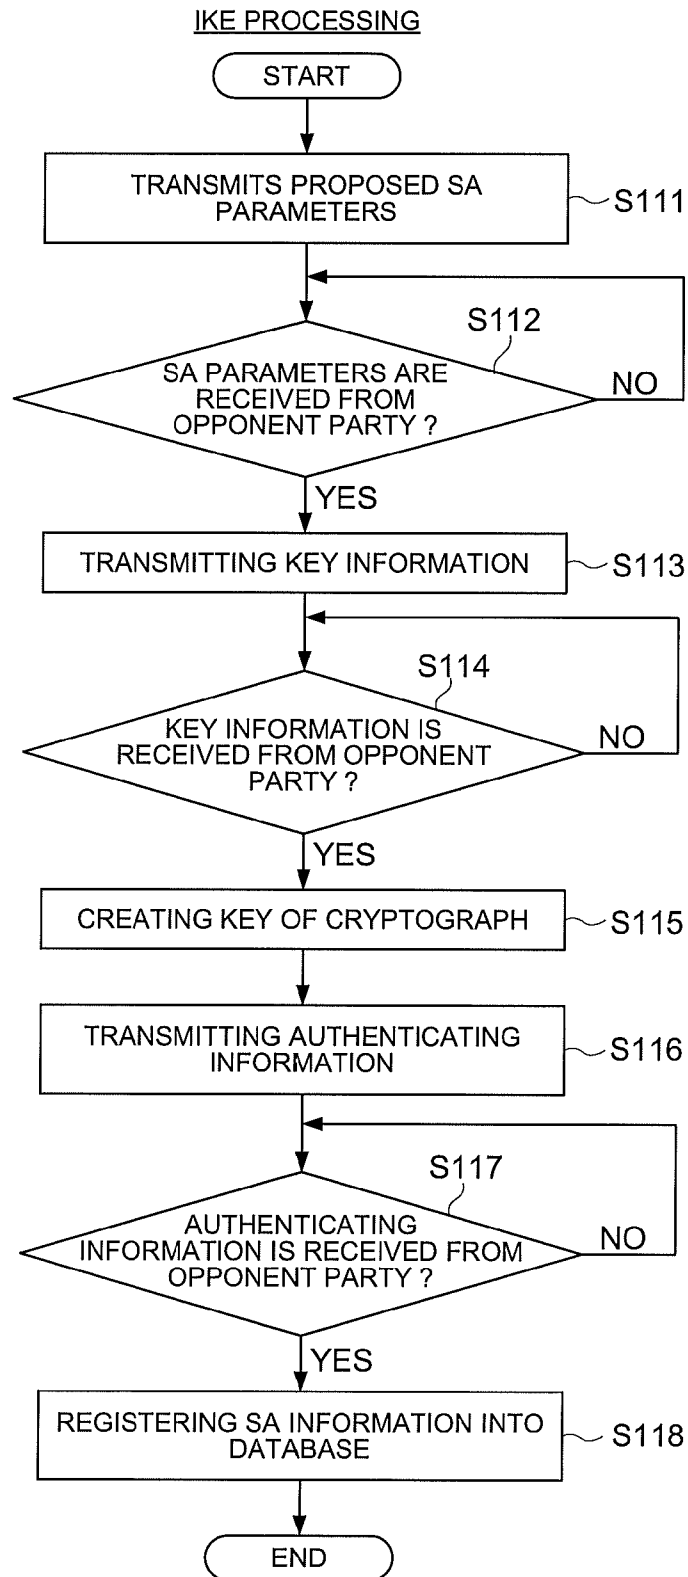 IKE PROCESSING
START
TRANSMITS PROPOSED SA
PARAMETERS
S111
S112
SA PARAMETERS ARE
RECEIVED FROM
OPPONENT PARTY ?
NO
YES
TRANSMITTING KEY INFORMATION
S113
S114
KEY INFORMATION IS
RECEIVED FROM OPPONENT
PARTY ?
NO
YES
CREATING KEY OF CRYPTOGRAPH
S115
TRANSMITTING AUTHENTICATING
INFORMATION
S116
S117
AUTHENTICATING
INFORMATION IS RECEIVED FROM
OPPONENT PARTY ?
NO
YES
REGISTERING SA INFORMATION INTO
DATABASE
S118
END